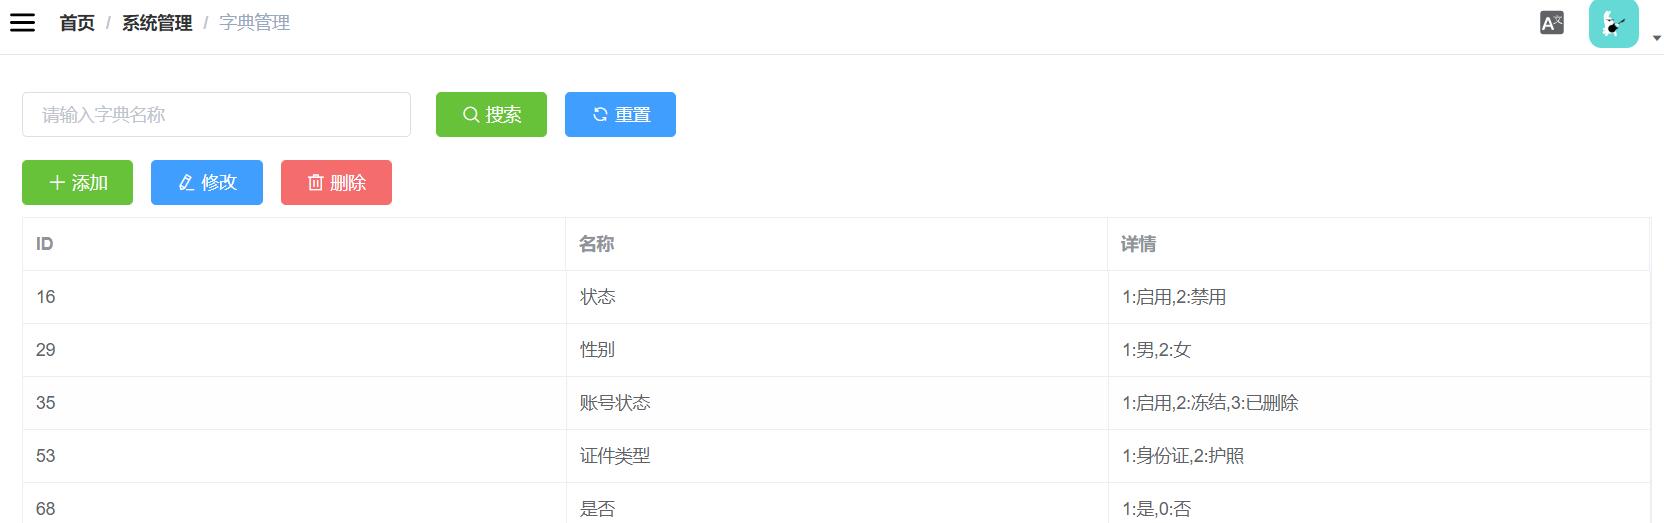 首页 / 系统管理 / 字典管理
请输入字典名称 搜索 重置
添加 修改 删除
ID 名称 详情
16 状态 1:启用,2:禁用
29 性别 1:男,2:女
35 账号状态 1:启用,2:冻结,3:已删除
53 证件类型 1:身份证,2:护照
68 是否 1:是,0:否